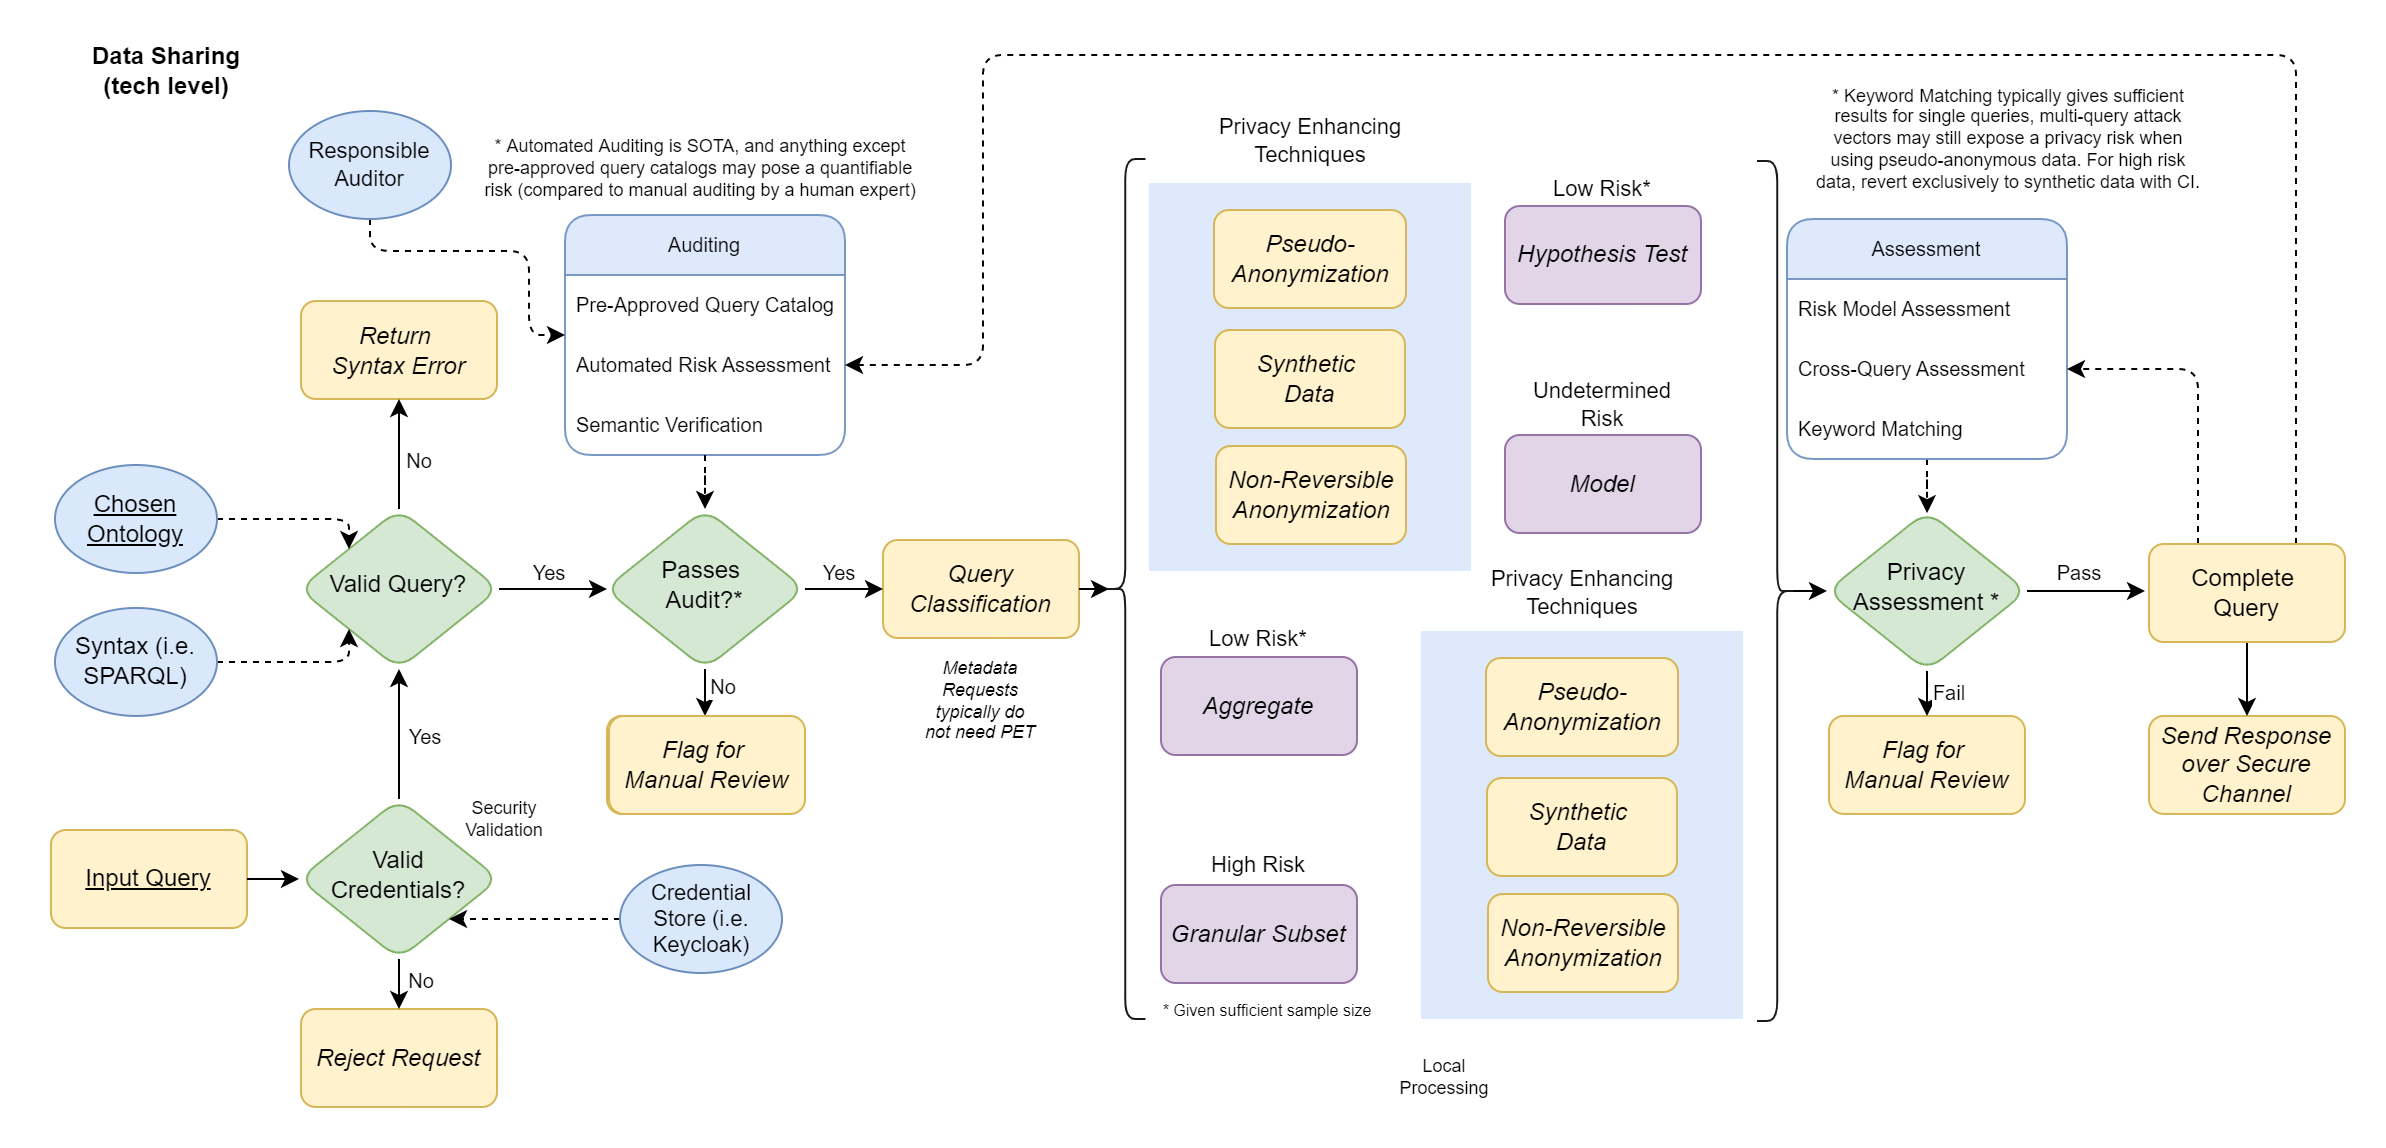 Data Sharing
(tech level)
Responsible
Auditor
* Automated Auditing is SOTA, and anything except
pre-approved query catalogs may pose a quantifiable
risk (compared to manual auditing by a human expert)
Auditing
Pre-Approved Query Catalog
Automated Risk Assessment
Semantic Verification
Return
Syntax Error
No
Chosen
Ontology
Syntax (i.e.
SPARQL)
Valid Query?
Yes
Passes
Audit?*
Yes
No
Flag for
Manual Review
Query
Classification
Metadada
Requests
typically do
not need PET
Yes
Security
Validation
Input Query
Valid
Credentials?
Credential
Store (i.e.
Keycloak)
No
Reject Request
Privacy Enhancing
Techniques
Pseudo-
Anonymization
Synthetic
Data
Non-Reversible
Anonymization
Low Risk*
Hypothesis Test
Undetermined
Risk
Model
Low Risk*
Aggregate
High Risk
Granular Subset
* Given sufficient sample size
Privacy Enhancing
Techniques
Pseudo-
Anonymization
Synthetic
Data
Non-Reversible
Anonymization
Local
Processing
* Keyword Matching typically gives sufficient
results for single queries, multi-query attack
vectors may still expose a privacy risk when
using pseudo-anonymous data. For high risk
data, revert exclusively to synthetic data with CI.
Assessment
Risk Model Assessment
Cross-Query Assessment
Keyword Matching
Privacy
Assessment *
Pass
Complete
Query
Fail
Flag for
Manual Review
Send Response
over Secure
Channel